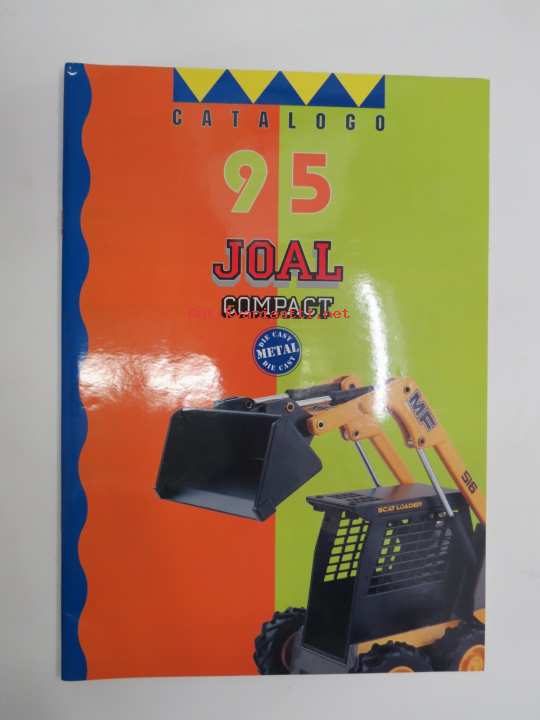 CATALOGO
95
JOAL
COMPACT
DIE CAST
METAL
DIE CAST
MF
516
SCAT LOADER